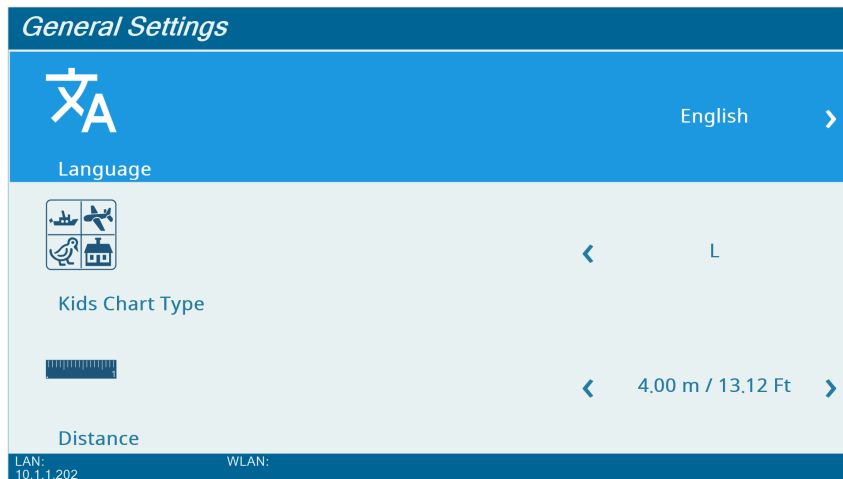 General Settings
English
Language
L
Kids Chart Type
4.00 m / 13.12 Ft
Distance
LAN: WLAN:
10.1.1.202